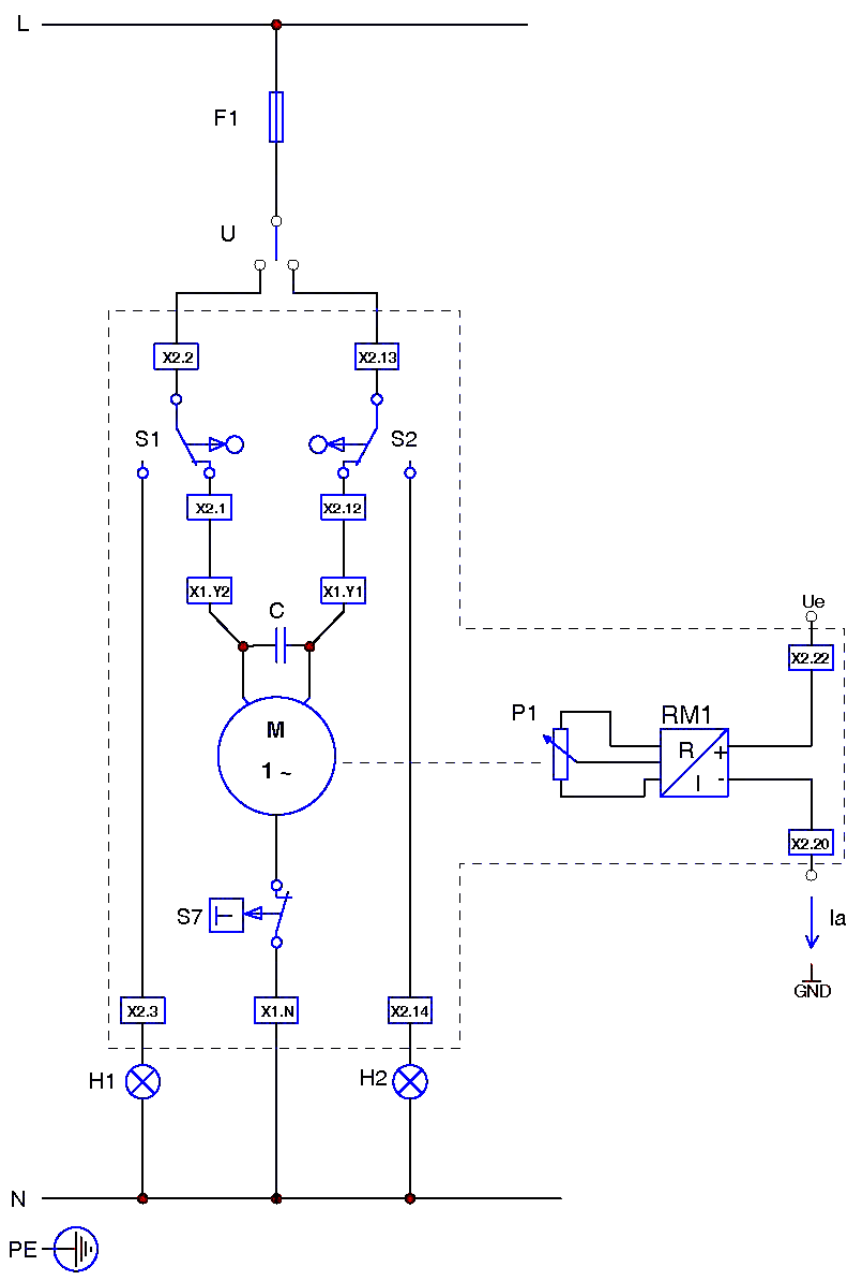 L
F1
U
X2.2 X2.13
S1 S2
X2.1 X2.12
X1.Y2 X1.Y1
C
Ue
X2.22
P1 RM1
M
1 ~
R +
I -
X2.20
S7
Ia
GND
X2.3 X1.N X2.14
H1 H2
N
PE